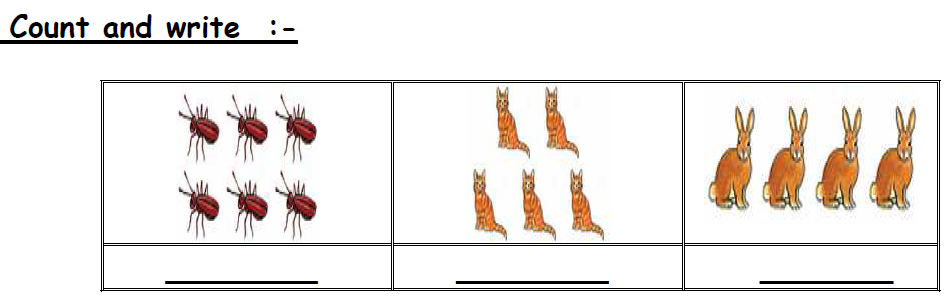 Count and write :-